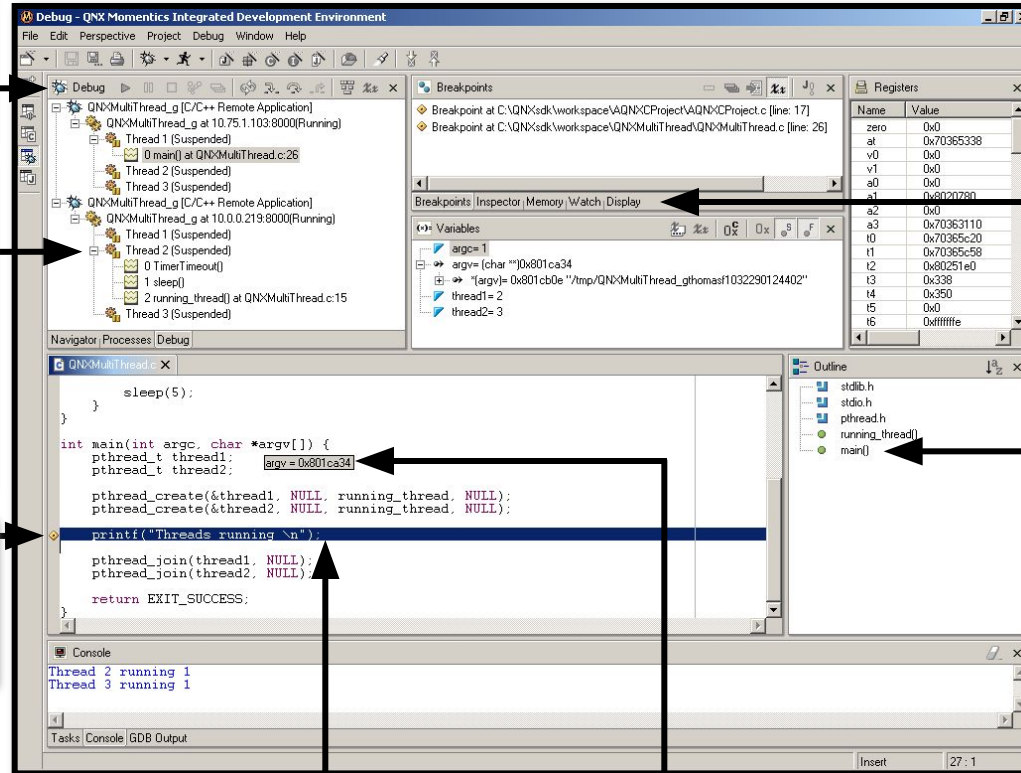 Debug - QNX Momentics Integrated Development Environment
File Edit Perspective Project Debug Window Help
Debug
QNXMultiThread_g [C/C++ Remote Application]
QNXMultiThread_g at 10.75.1.103:8000(Running)
Thread 1 (Suspended)
0 main() at QNXMultiThread.c:26
Thread 2 (Suspended)
Thread 3 (Suspended)
QNXMultiThread_g [C/C++ Remote Application]
QNXMultiThread_g at 10.0.0.219:8000(Running)
Thread 1 (Suspended)
Thread 2 (Suspended)
0 TimerTimeout()
1 sleep()
2 running_thread() at QNXMultiThread.c:15
Thread 3 (Suspended)
Navigator Processes Debug
Breakpoints
Breakpoint at C:\QNXsdk\workspace\AQNXCProject\AQNXCProject.c [line: 17]
Breakpoint at C:\QNXsdk\workspace\QNXMultiThread\QNXMultiThread.c [line: 26]
Breakpoints Inspector Memory Watch Display
Variables
argc= 1
argv= (char **)0x801ca34
*(argv)= 0x801cb0e "/tmp/QNXMultiThread_gthomasf1032290124402"
thread1= 2
thread2= 3
Registers
Name Value
zero 0x0
at 0x70365338
v0 0x0
v1 0x0
a0 0x0
a1 0x8020780
a2 0x0
a3 0x70363110
t0 0x70365c20
t1 0x70365c58
t2 0x80251e0
t3 0x338
t4 0x350
t5 0x0
t6 0xfffffffe
QNXMultiThread.c
sleep(5);
}
}
int main(int argc, char *argv[]) {
pthread_t thread1;
pthread_t thread2;
argv = 0x801ca34
pthread_create(&thread1, NULL, running_thread, NULL);
pthread_create(&thread2, NULL, running_thread, NULL);
printf("Threads running \n");
pthread_join(thread1, NULL);
pthread_join(thread2, NULL);
return EXIT_SUCCESS;
}
Outline
stdlib.h
stdio.h
pthread.h
running_thread()
main()
Console
Thread 2 running 1
Thread 3 running 1
Tasks Console GDB Output
Insert 27 : 1